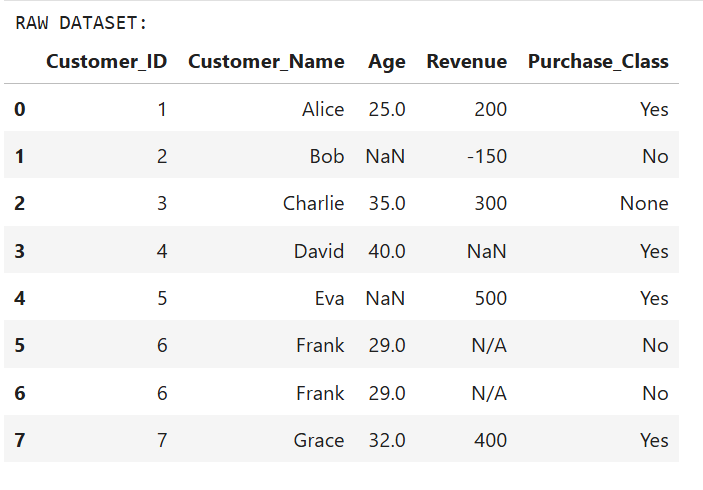 RAW DATASET:
Customer_ID Customer_Name Age Revenue Purchase_Class
0 1 Alice 25.0 200 Yes
1 2 Bob NaN -150 No
2 3 Charlie 35.0 300 None
3 4 David 40.0 NaN Yes
4 5 Eva NaN 500 Yes
5 6 Frank 29.0 N/A No
6 6 Frank 29.0 N/A No
7 7 Grace 32.0 400 Yes